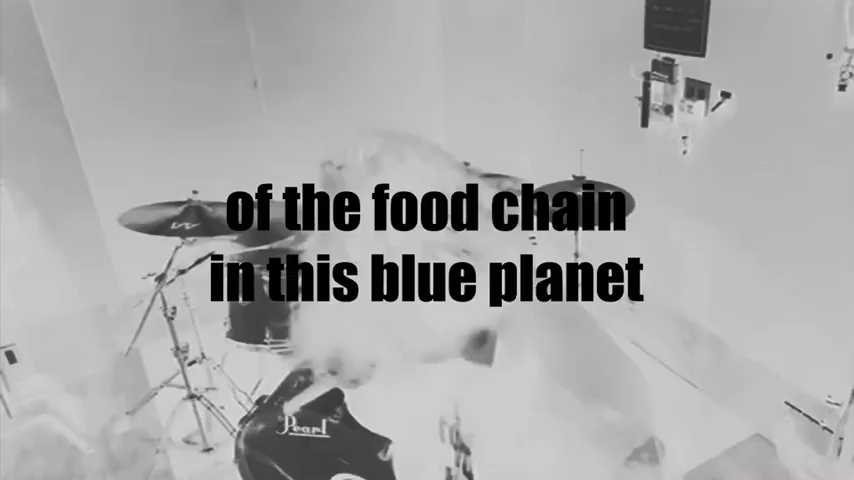 of the food chain
in this blue planet
Pearl